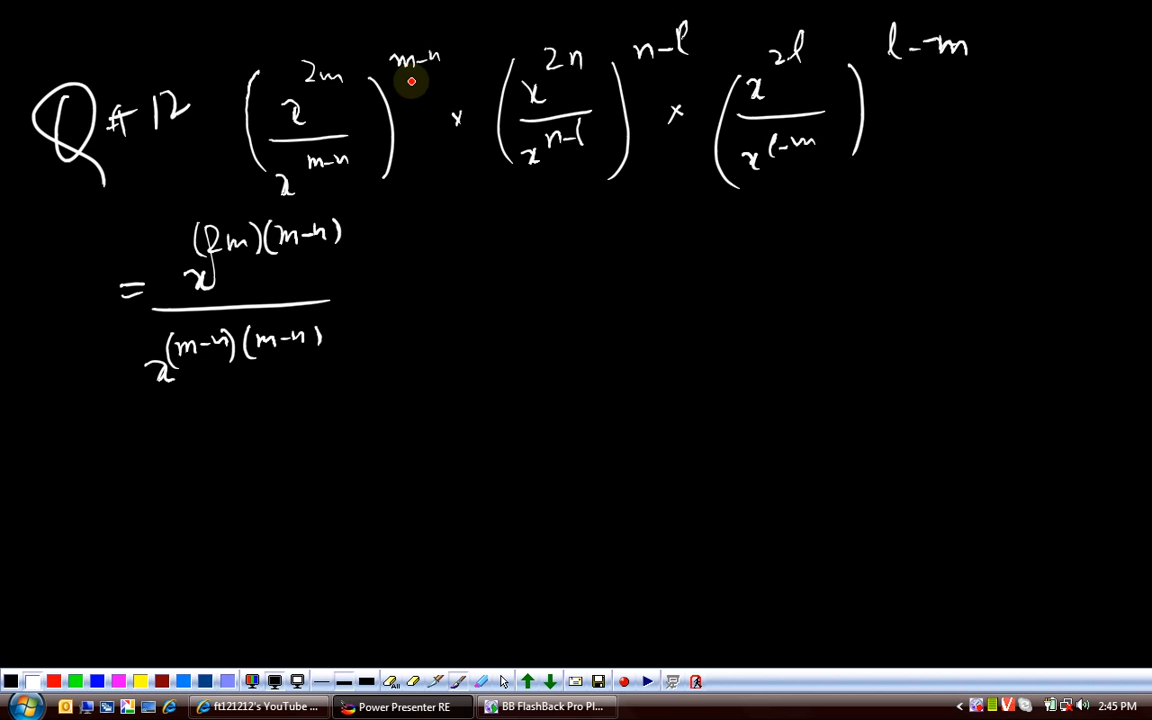 Q # 12 (x^{2m} / x^{m-n})^{m-n} × (x^{2n} / x^{n-l})^{n-l} × (x^{2l} / x^{l-m})^{l-m}
= x^{(2m)(m-n)} / x^{(m-n)(m-n)}
ft121212's YouTube ... Power Presenter RE BB FlashBack Pro Pl... 2:45 PM